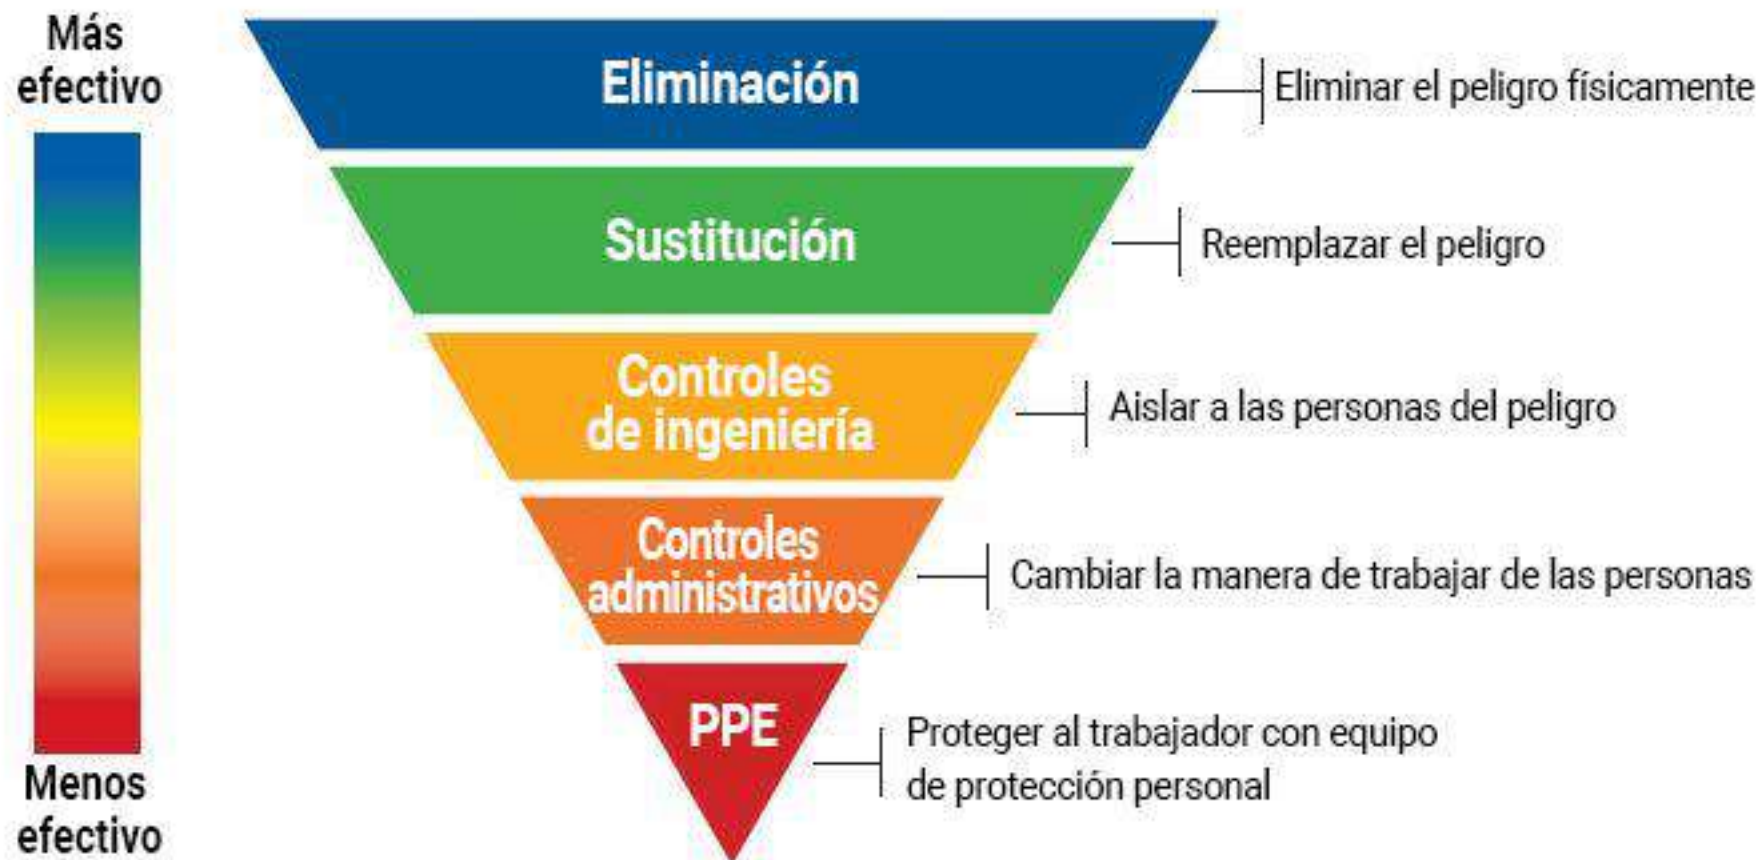 Más
efectivo
Eliminación
Eliminar el peligro físicamente
Sustitución
Reemplazar el peligro
Controles
de ingeniería
Aislar a las personas del peligro
Controles
administrativos
Cambiar la manera de trabajar de las personas
PPE
Proteger al trabajador con equipo
de protección personal
Menos
efectivo